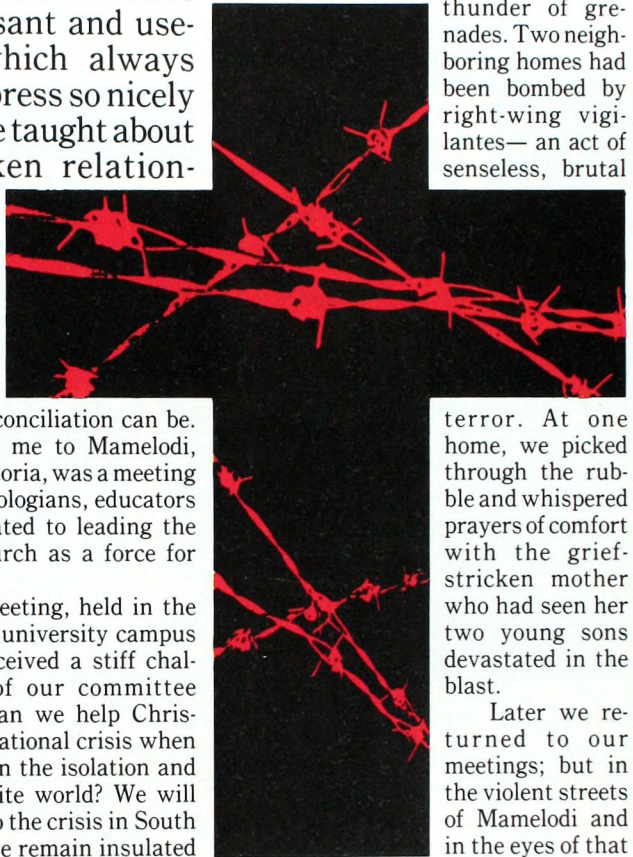 sant and use-
hich always
press so nicely
e taught about
ken relation-
conciliation can be.
me to Mamelodi,
oria, was a meeting
ologians, educators
ted to leading the
rch as a force for
eeting, held in the
university campus
ceived a stiff chal-
of our committee
an we help Chris-
ational crisis when
n the isolation and
ite world? We will
o the crisis in South
e remain insulated
thunder of gre-
nades. Two neigh-
boring homes had
been bombed by
right-wing vigi-
lantes— an act of
senseless, brutal
terror. At one
home, we picked
through the rub-
ble and whispered
prayers of comfort
with the grief-
stricken mother
who had seen her
two young sons
devastated in the
blast.
Later we re-
turned to our
meetings; but in
the violent streets
of Mamelodi and
in the eyes of that